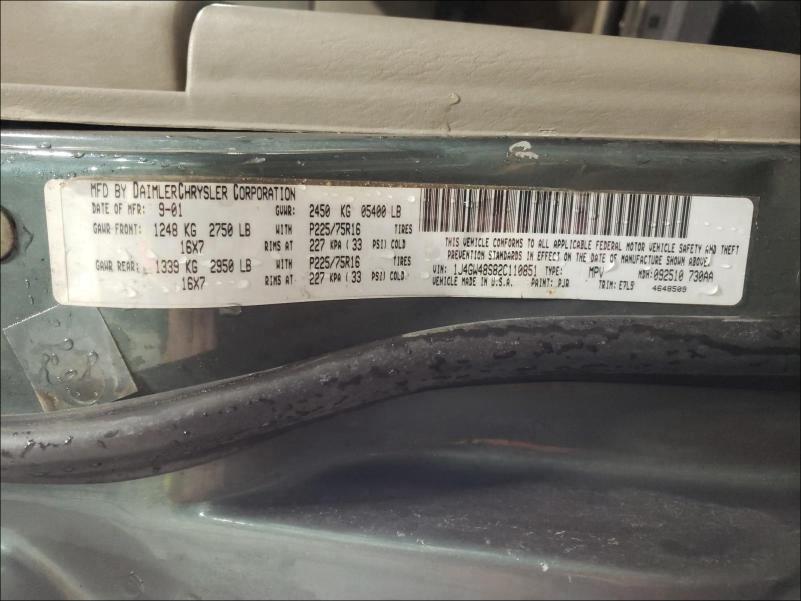 MFD BY DAIMLERCHRYSLER CORPORATION
DATE OF MFR: 9-01 GVWR: 2450 KG 05400 LB
GAWR FRONT: 1248 KG 2750 LB WITH P225/75R16 TIRES
16X7 RIMS AT 227 KPA (33 PSI) COLD
GAWR REAR: 1339 KG 2950 LB WITH P225/75R16 TIRES
16X7 RIMS AT 227 KPA (33 PSI) COLD
THIS VEHICLE CONFORMS TO ALL APPLICABLE FEDERAL MOTOR VEHICLE SAFETY AND THEFT
PREVENTION STANDARDS IN EFFECT ON THE DATE OF MANUFACTURE SHOWN ABOVE.
VIN: 1J4GW48S82C110851 TYPE: MPV MDH: 092510 730AA
VEHICLE MADE IN U.S.A. PAINT: PJR TRIM: E7L9
4648509